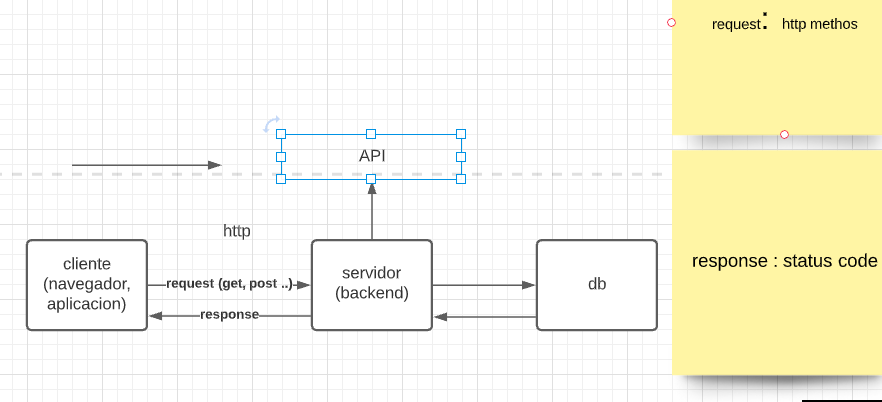 request: http methos
API
http
cliente
(navegador,
aplicacion)
request (get, post ..)
response
servidor
(backend)
db
response : status code